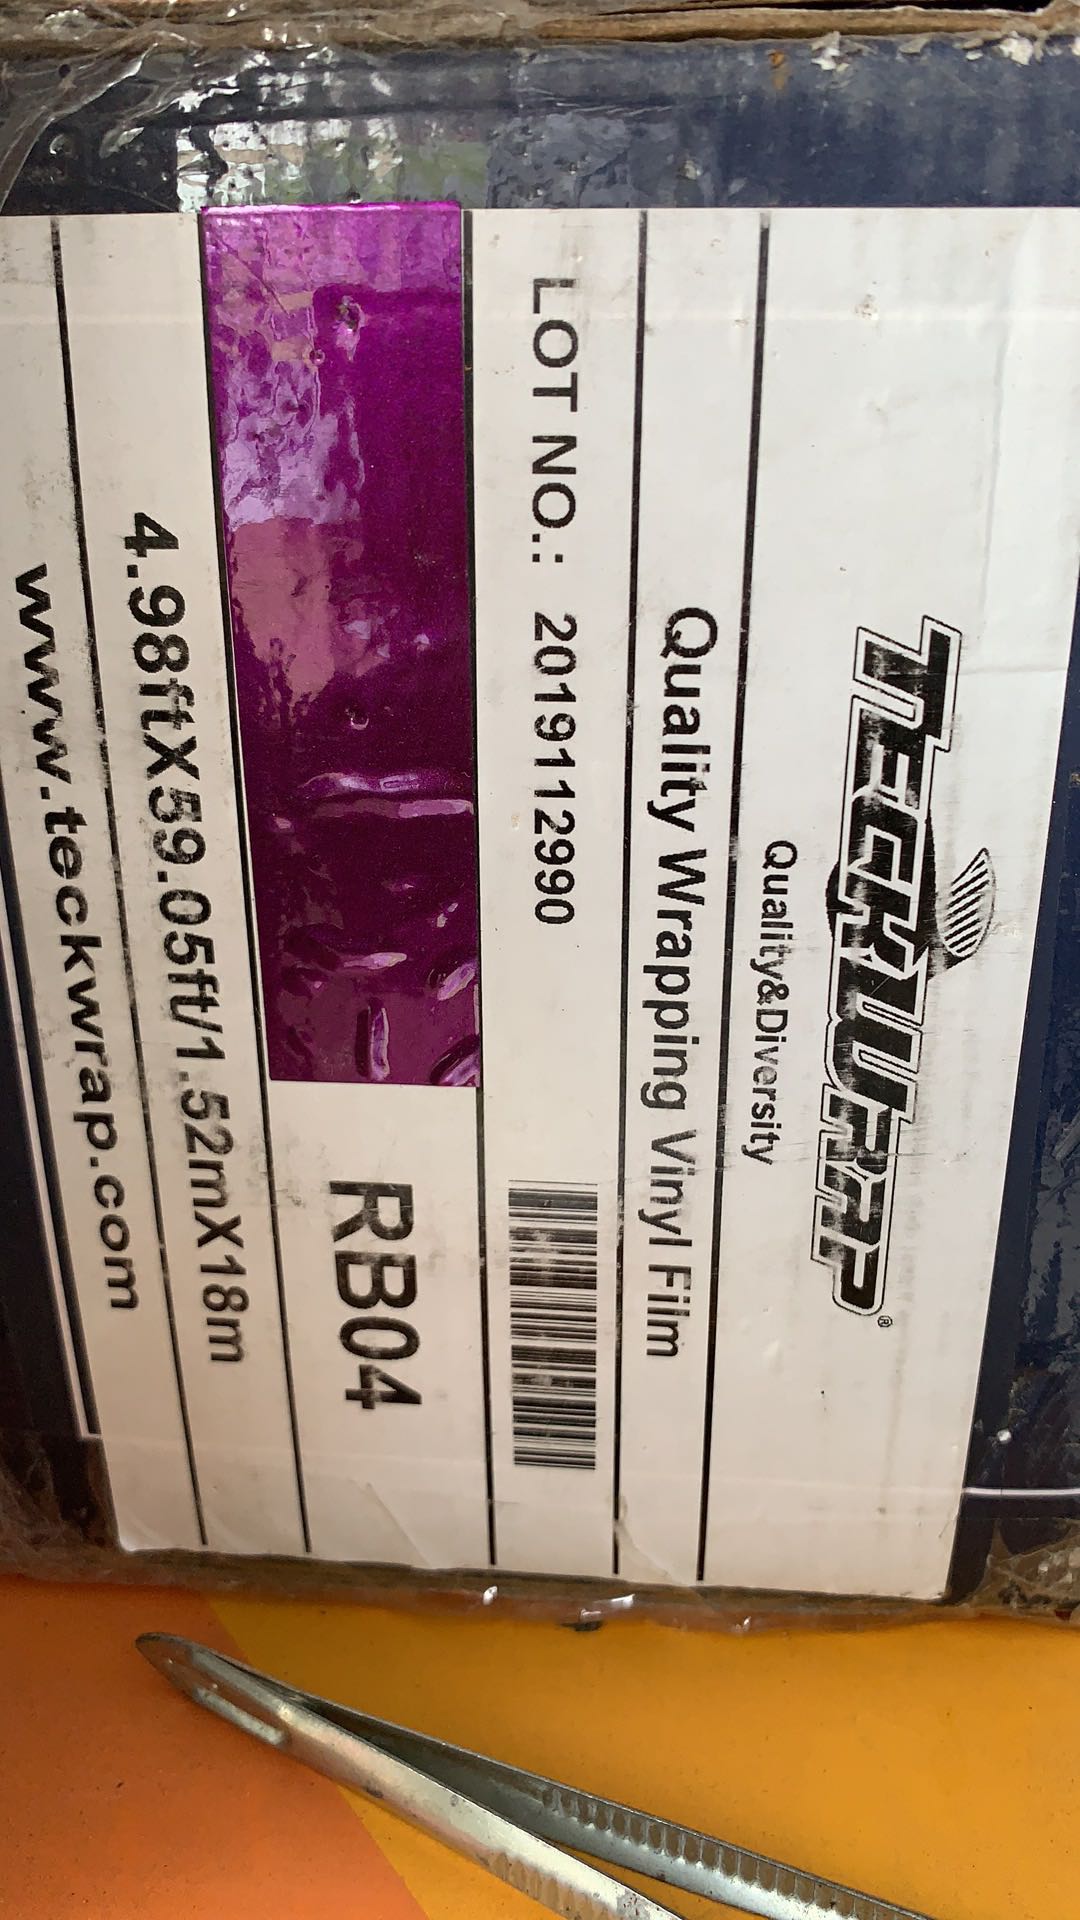 TECKWRAP®
Quality&Diversity
Quality Wrapping Vinyl Film
LOT NO.: 2019112990
RB04
4.98ftX59.05ft/1.52mX18m
www.teckwrap.com